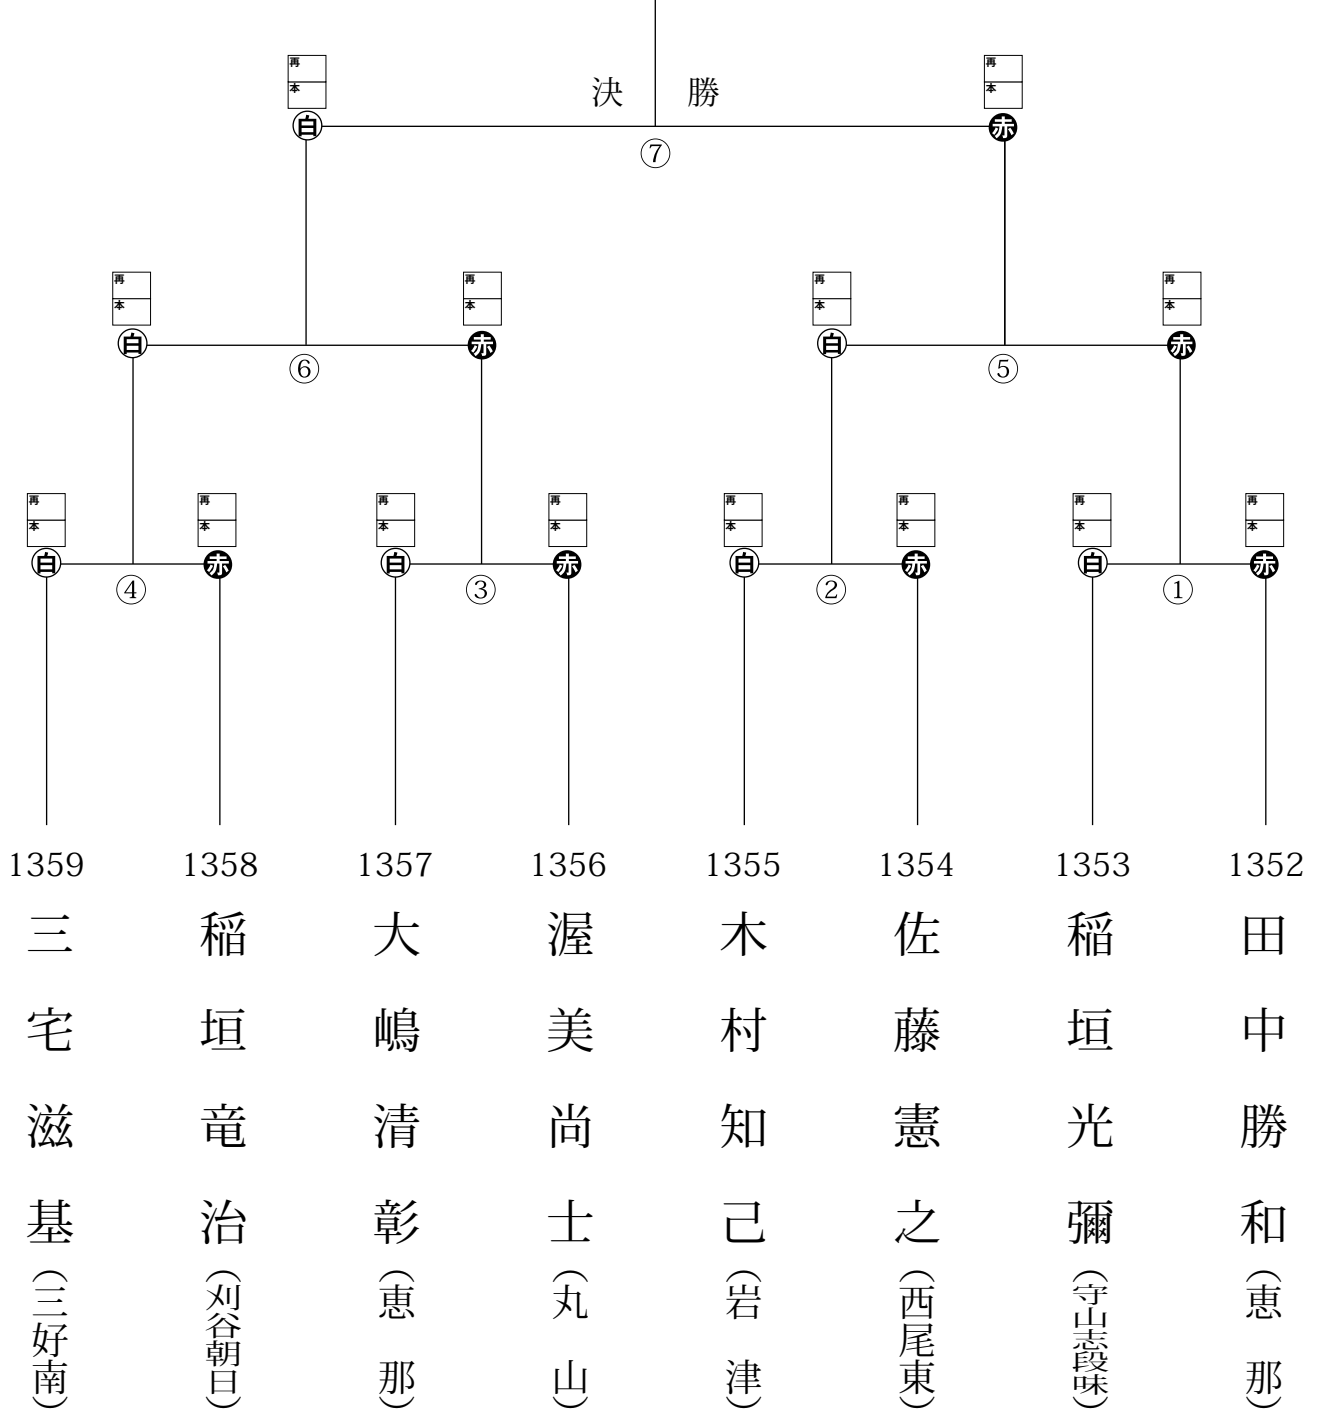 再
本
白
決 勝
再
本
赤
⑦
再
本
白
再
本
赤
⑥
再
本
白
再
本
赤
⑤
再
本
白
再
本
赤
④
再
本
白
再
本
赤
③
再
本
白
再
本
赤
②
再
本
白
再
本
赤
①
1352
田中勝和(恵那)
1353
稲垣光彌(守山志段味)
1354
佐藤憲之(西尾東)
1355
木村知己(岩津)
1356
渥美尚士(丸山)
1357
大嶋清彰(恵那)
1358
稲垣竜治(刈谷朝日)
1359
三宅滋基(三好南)